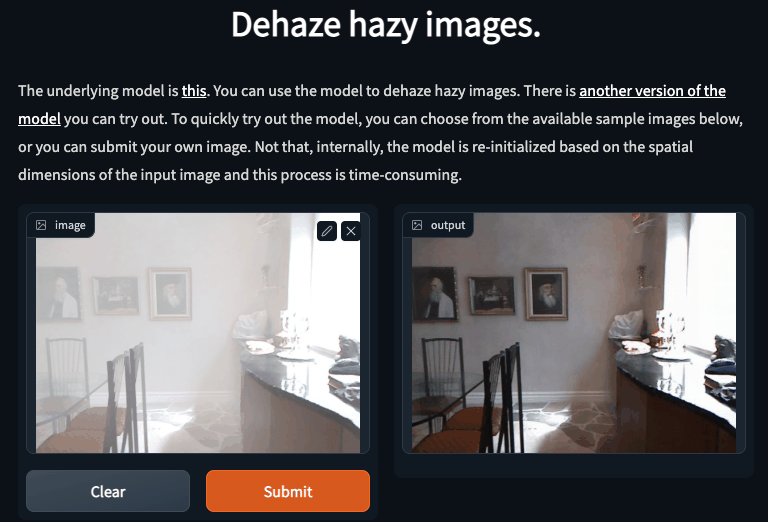 Dehaze hazy images.
The underlying model is this. You can use the model to dehaze hazy images. There is another version of the
model you can try out. To quickly try out the model, you can choose from the available sample images below,
or you can submit your own image. Not that, internally, the model is re-initialized based on the spatial
dimensions of the input image and this process is time-consuming.
image
output
Clear
Submit